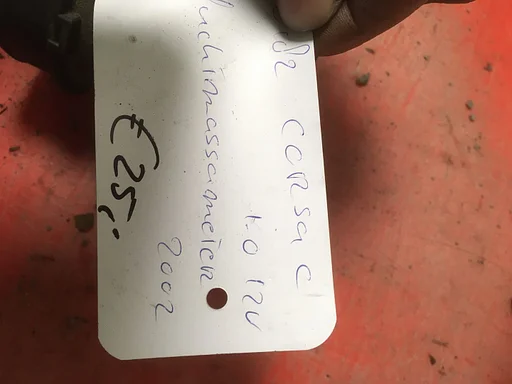 CORSA C
1.0 12V
Luchtmassameter
2002
€ 25,-